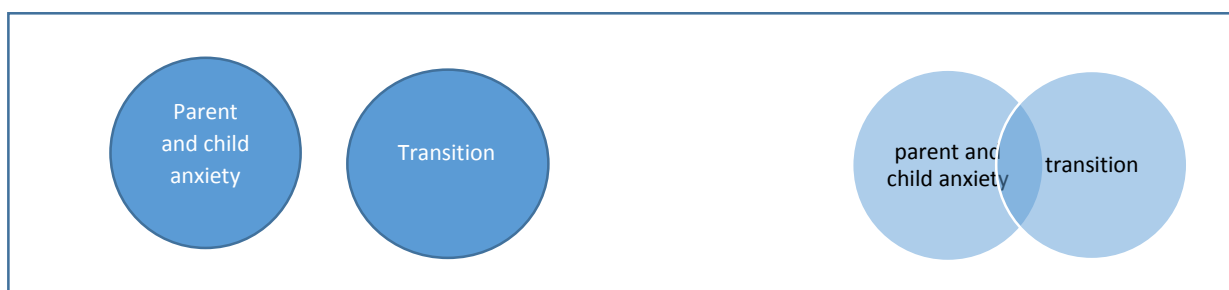 Parent
and child
anxiety
Transition
parent and
child anxiety
transition